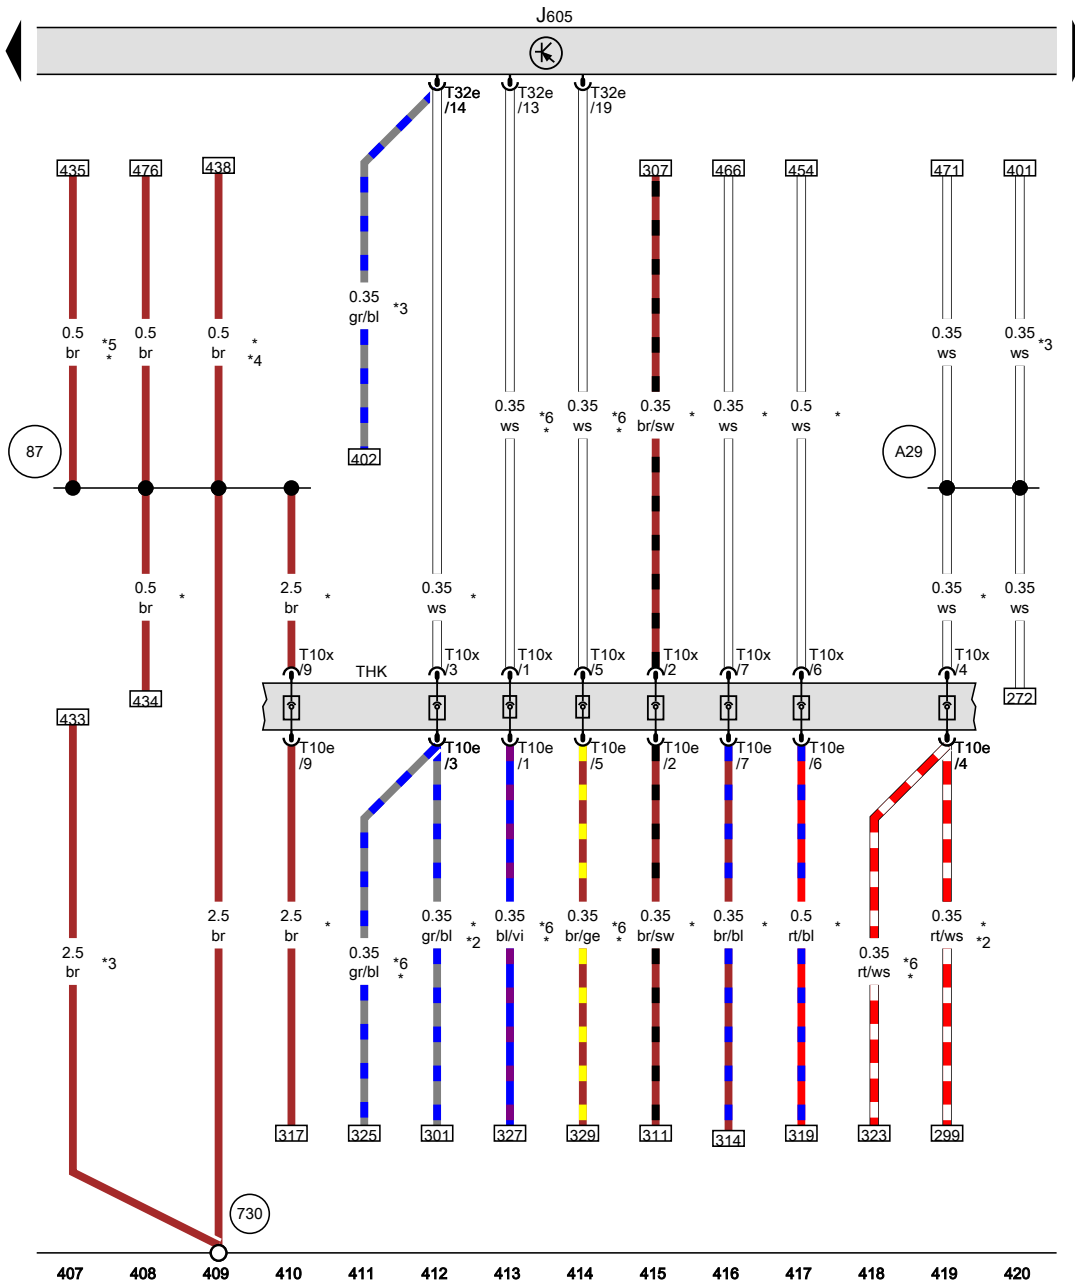 J605
T32e T32e T32e
/14 /13 /19
435 476 438 307 466 454 471 401
0.35
gr/bl *3
0.5 *5 0.5 0.5 * 0.35 0.35 *3
br * br br *4 ws ws
0.35 *6 0.35 *6 0.35 * 0.35 * 0.5 *
ws * ws * br/sw ws ws
87 402 A29
0.5 * 2.5 * 0.35 * 0.35 * 0.35
br br ws ws ws
T10x THK T10x T10x T10x T10x T10x T10x T10x
/9 /3 /1 /5 /2 /7 /6 /4
434 272
433
T10e T10e T10e T10e T10e T10e T10e T10e
/9 /3 /1 /5 /2 /7 /6 /4
2.5 2.5 * 0.35 * 0.35 *6 0.35 *6 0.35 * 0.35 * 0.5 * 0.35 *
br br gr/bl *2 bl/vi * br/ge * br/sw br/bl rt/bl rt/ws *2
2.5 *3 0.35 *6 0.35 *6
br gr/bl * rt/ws *
317 325 301 327 329 311 314 319 323 299
730
407 408 409 410 411 412 413 414 415 416 417 418 419 420